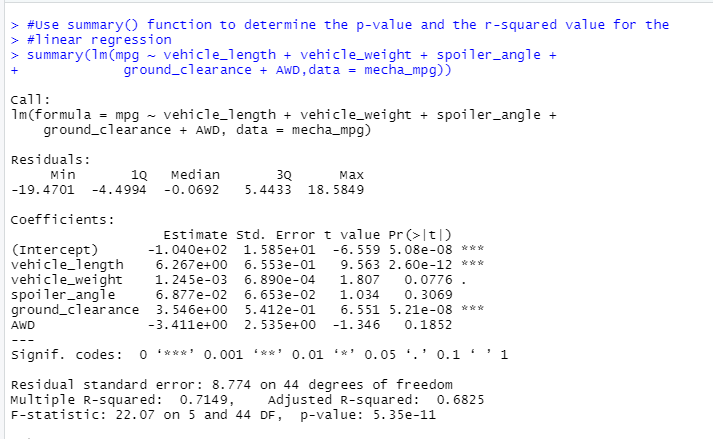 > #Use summary() function to determine the p-value and the r-squared value for the
> #linear regression
> summary(lm(mpg ~ vehicle_length + vehicle_weight + spoiler_angle +
+             ground_clearance + AWD,data = mecha_mpg))

Call:
lm(formula = mpg ~ vehicle_length + vehicle_weight + spoiler_angle +
    ground_clearance + AWD, data = mecha_mpg)

Residuals:
     Min       1Q   Median       3Q      Max
-19.4701  -4.4994  -0.0692   5.4433  18.5849

Coefficients:
                   Estimate Std. Error t value Pr(>|t|)
(Intercept)      -1.040e+02  1.585e+01  -6.559 5.08e-08 ***
vehicle_length    6.267e+00  6.553e-01   9.563 2.60e-12 ***
vehicle_weight    1.245e-03  6.890e-04   1.807   0.0776 .
spoiler_angle     6.877e-02  6.653e-02   1.034   0.3069
ground_clearance  3.546e+00  5.412e-01   6.551 5.21e-08 ***
AWD              -3.411e+00  2.535e+00  -1.346   0.1852
---
Signif. codes:  0 ‘***’ 0.001 ‘**’ 0.01 ‘*’ 0.05 ‘.’ 0.1 ‘ ’ 1

Residual standard error: 8.774 on 44 degrees of freedom
Multiple R-squared:  0.7149,    Adjusted R-squared:  0.6825
F-statistic: 22.07 on 5 and 44 DF,  p-value: 5.35e-11